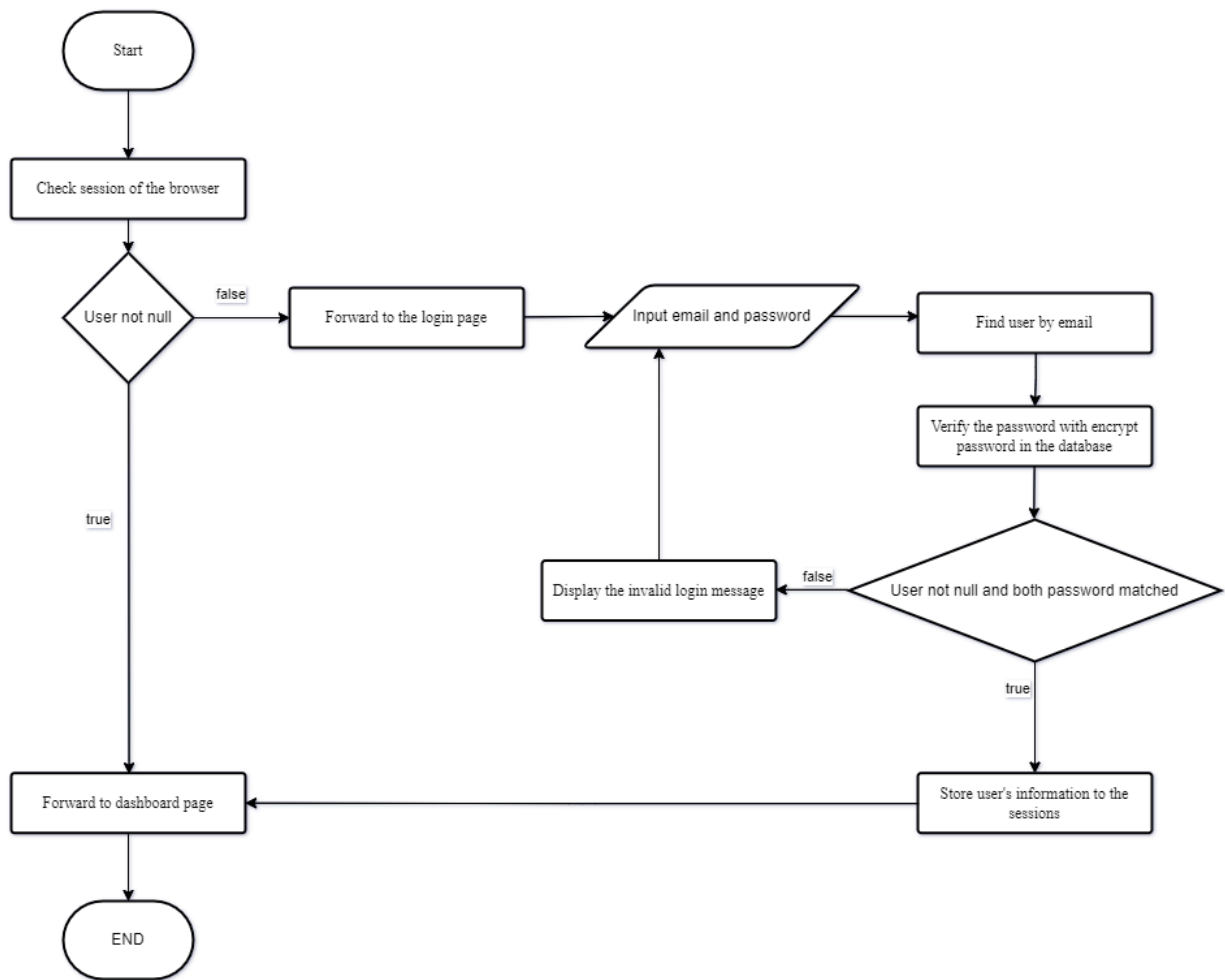 Start
Check session of the browser
User not null
false
Forward to the login page
Input email and password
Find user by email
Verify the password with encrypt
password in the database
true
Display the invalid login message
false
User not null and both password matched
true
Forward to dashboard page
Store user's information to the
sessions
END